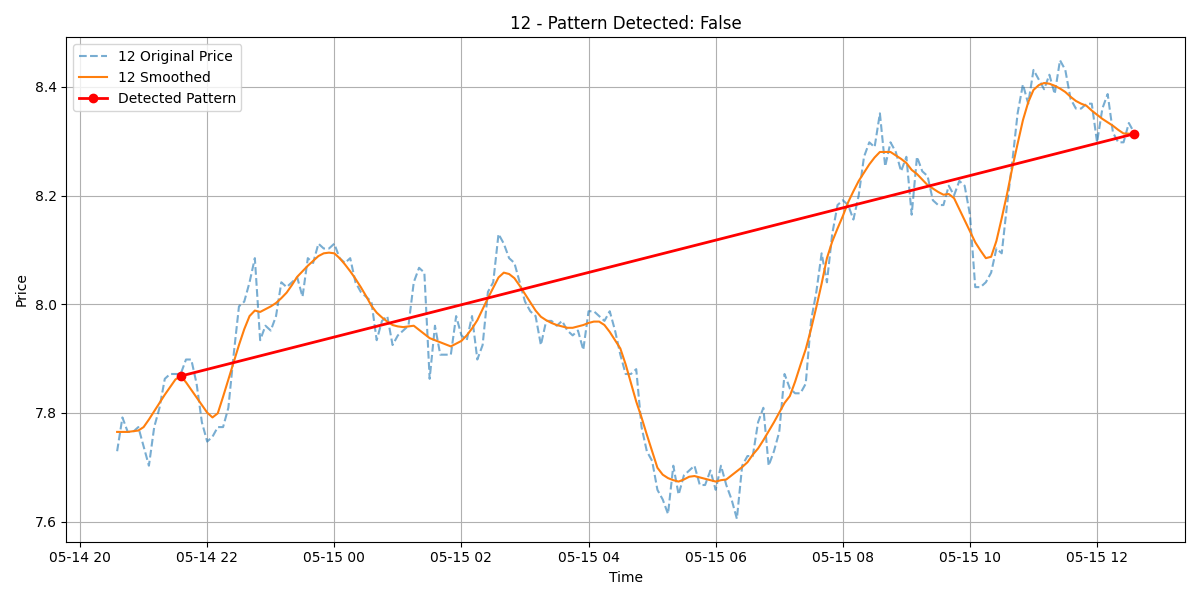 12 - Pattern Detected: False
12 Original Price
12 Smoothed
Detected Pattern
Price
8.4
8.2
8.0
7.8
7.6
05-14 20 05-14 22 05-15 00 05-15 02 05-15 04 05-15 06 05-15 08 05-15 10 05-15 12
Time